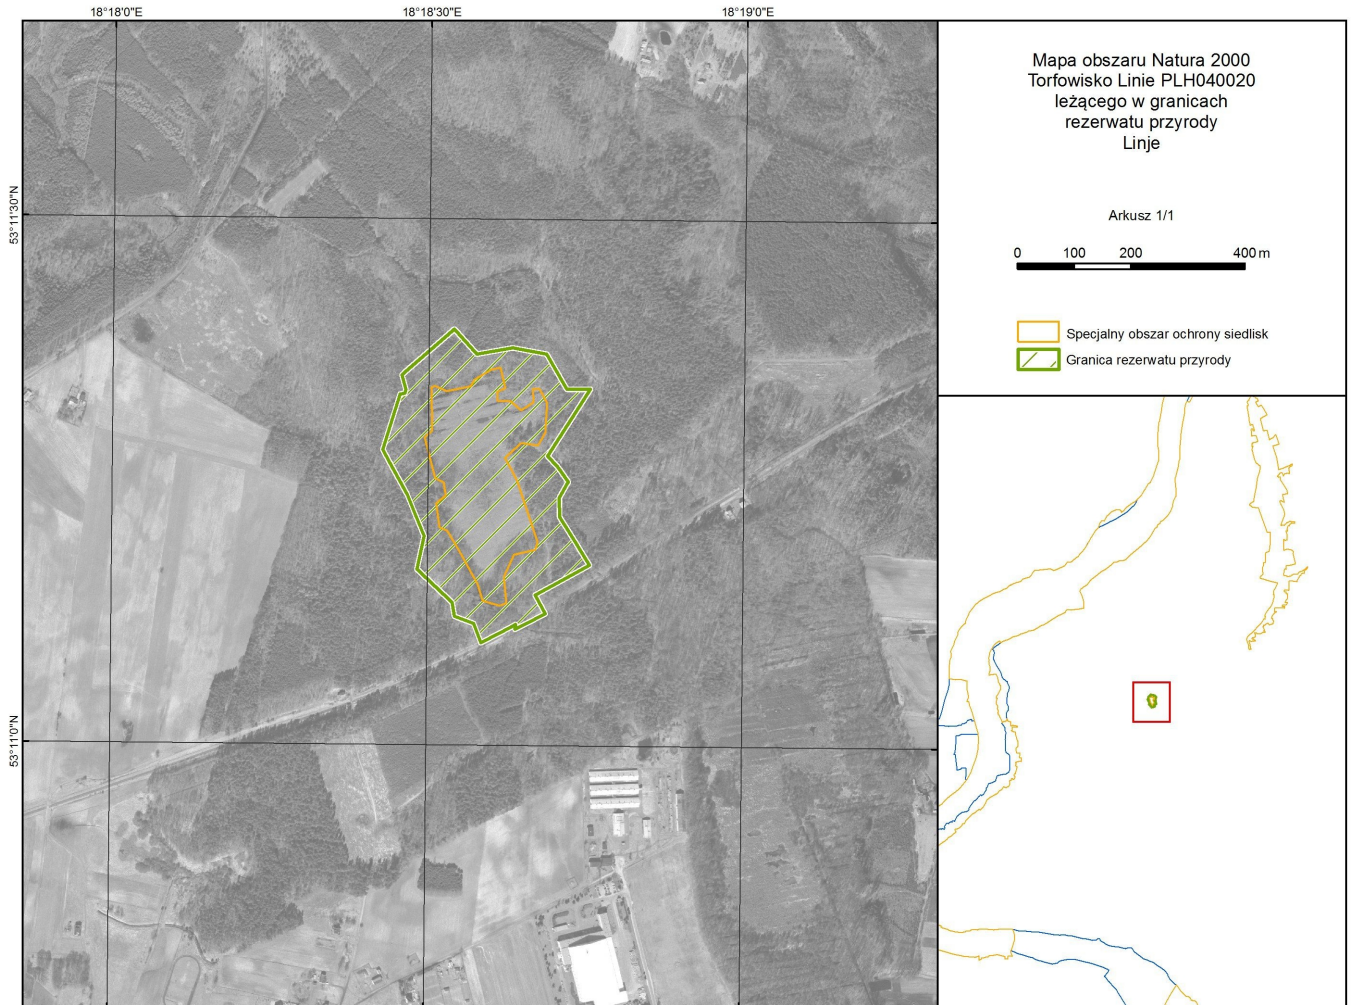 18°18'0"E
18°18'30"E
18°19'0"E
53°11'30"N
53°11'0"N
Mapa obszaru Natura 2000
Torfowisko Linie PLH040020
leżącego w granicach
rezerwatu przyrody
Linje
Arkusz 1/1
0 100 200 400 m
Specjalny obszar ochrony siedlisk
Granica rezerwatu przyrody